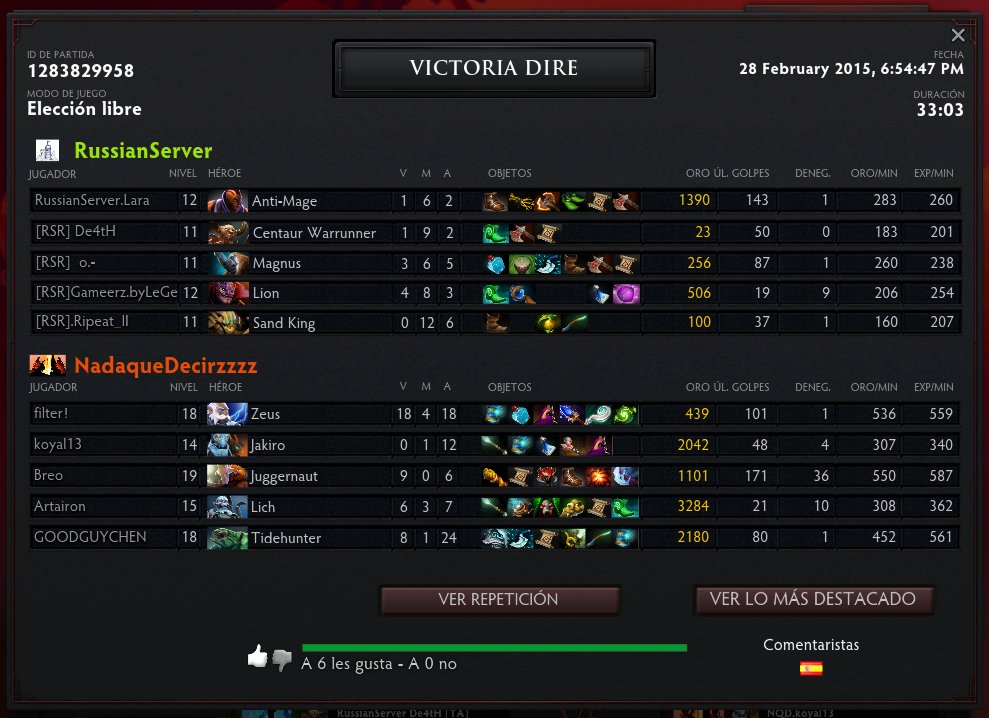 ID DE PARTIDA
1283829958
MODO DE JUEGO
Elección libre
VICTORIA DIRE
FECHA
28 February 2015, 6:54:47 PM
DURACIÓN
33:03
RussianServer
JUGADOR NIVEL HÉROE V M A OBJETOS ORO ÚL. GOLPES DENEG. ORO/MIN EXP/MIN
RussianServer.Lara 12 Anti-Mage 1 6 2 1390 143 1 283 260
[RSR] De4tH 11 Centaur Warrunner 1 9 2 23 50 0 183 201
[RSR] o.- 11 Magnus 3 6 5 256 87 1 260 238
[RSR]Gameerz.byLeGe 12 Lion 4 8 3 506 19 9 206 254
[RSR].Ripeat_ll 11 Sand King 0 12 6 100 37 1 160 207
NadaqueDecirzzzz
JUGADOR NIVEL HÉROE V M A OBJETOS ORO ÚL. GOLPES DENEG. ORO/MIN EXP/MIN
filter! 18 Zeus 18 4 18 439 101 1 536 559
koyal13 14 Jakiro 0 1 12 2042 48 4 307 340
Breo 19 Juggernaut 9 0 6 1101 171 36 550 587
Artairon 15 Lich 6 3 7 3284 21 10 308 362
GOODGUYCHEN 18 Tidehunter 8 1 24 2180 80 1 452 561
VER REPETICIÓN
VER LO MÁS DESTACADO
A 6 les gusta - A 0 no
Comentaristas
RussianServer De4tH [TA]
NQD.koyal13